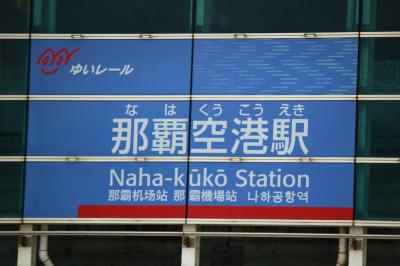 ゆいレール
な は くう こう えき
那覇空港駅
Naha-kūkō Station
那霸机场站 那霸機場站 나하공항역